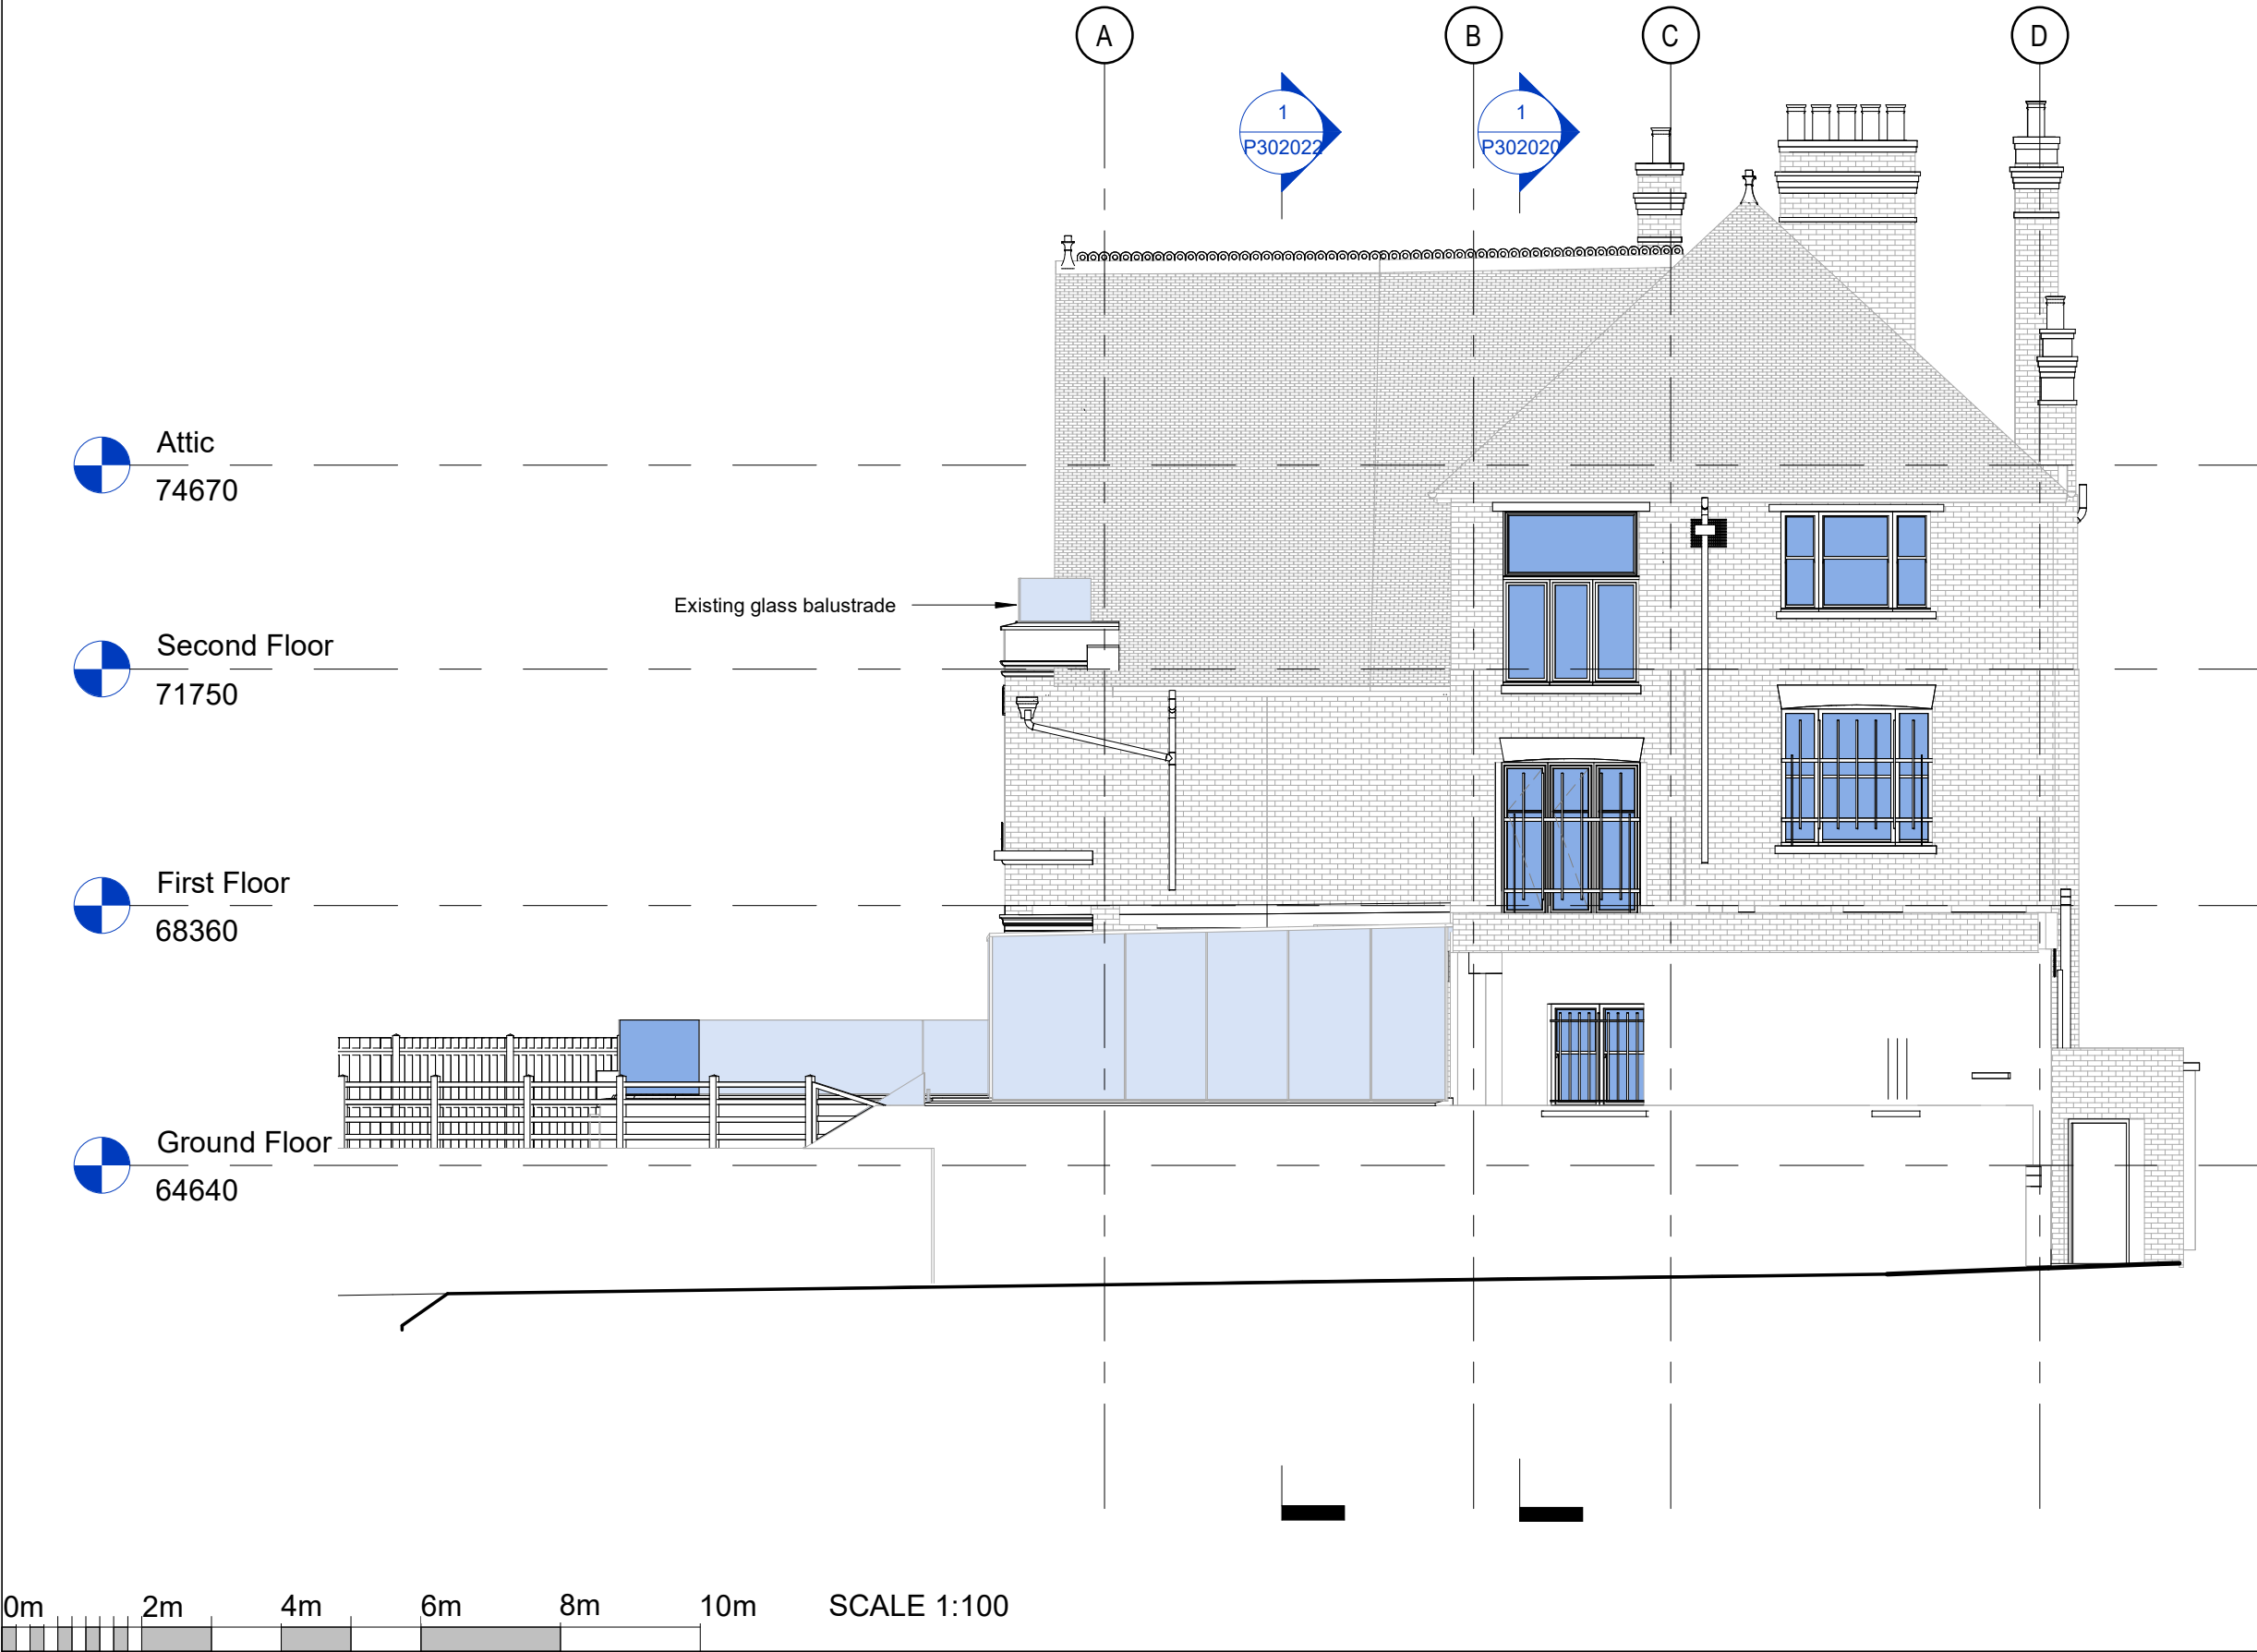 A
B
C
D
1
P302022
1
P302020
Attic
74670
Existing glass balustrade
Second Floor
71750
First Floor
68360
Ground Floor
64640
0m
2m
4m
6m
8m
10m
SCALE 1:100